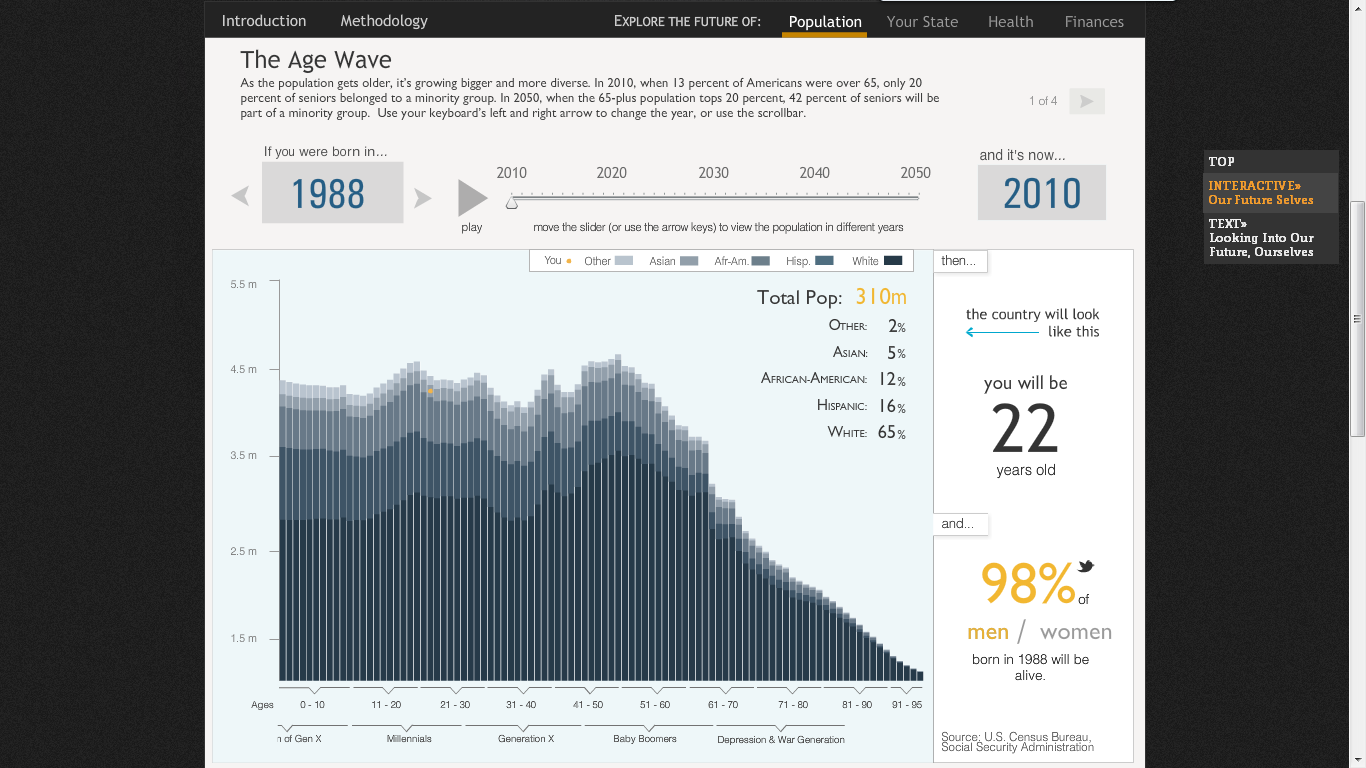 Introduction Methodology EXPLORE THE FUTURE OF: Population Your State Health Finances
The Age Wave
As the population gets older, it's growing bigger and more diverse. In 2010, when 13 percent of Americans were over 65, only 20
percent of seniors belonged to a minority group. In 2050, when the 65-plus population tops 20 percent, 42 percent of seniors will be
part of a minority group. Use your keyboard's left and right arrow to change the year, or use the scrollbar.
1 of 4
If you were born in...
1988
play
2010 2020 2030 2040 2050
move the slider (or use the arrow keys) to view the population in different years
and it's now...
2010
TOP
INTERACTIVE»
Our Future Selves
TEXT»
Looking Into Our
Future, Ourselves
You Other Asian Afr-Am. Hisp. White
5.5 m
4.5 m
3.5 m
2.5 m
1.5 m
Total Pop: 310m
OTHER: 2%
ASIAN: 5%
AFRICAN-AMERICAN: 12%
HISPANIC: 16%
WHITE: 65%
Ages 0 - 10 11 - 20 21 - 30 31 - 40 41 - 50 51 - 60 61 - 70 71 - 80 81 - 90 91 - 95
n of Gen X Millennials Generation X Baby Boomers Depression & War Generation
then...
the country will look
like this
you will be
22
years old
and...
98%
of
men / women
born in 1988 will be
alive.
Source: U.S. Census Bureau,
Social Security Administration